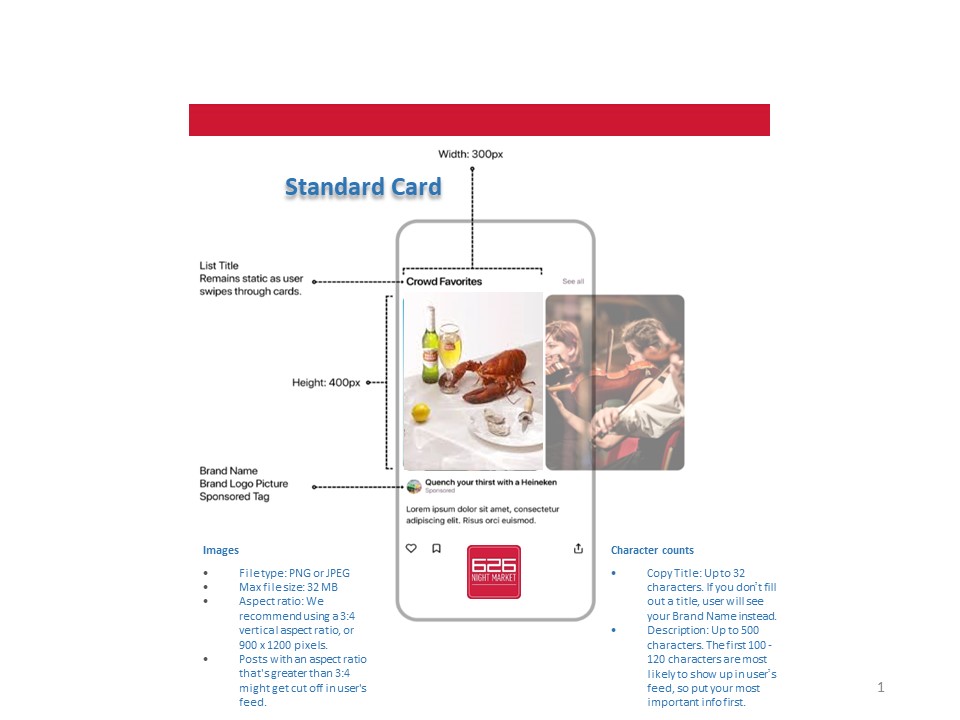 Width: 300px
Standard Card
List Title
Remains static as user
swipes through cards.
Crowd Favorites
See all
Height: 400px
Brand Name
Brand Logo Picture
Sponsored Tag
Quench your thirst with a Heineken
Sponsored
Lorem ipsum dolor sit amet, consectetur
adipiscing elit. Risus orci euismod.
626
NIGHT MARKET
Images
• File type: PNG or JPEG
• Max file size: 32 MB
• Aspect ratio: We
recommend using a 3:4
vertical aspect ratio, or
900 x 1200 pixels.
• Posts with an aspect ratio
that's greater than 3:4
might get cut off in user's
feed.
Character counts
• Copy Title: Up to 32
characters. If you don't fill
out a title, user will see
your Brand Name instead.
• Description: Up to 500
characters. The first 100 -
120 characters are most
likely to show up in user's
feed, so put your most
important info first.
1